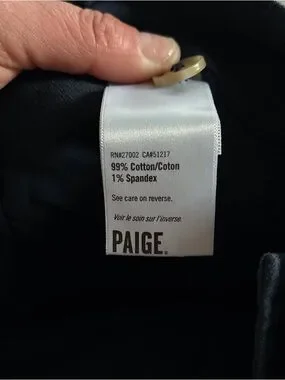 RN#27002 CA#51217
99% Cotton/Coton
1% Spandex
See care on reverse.
Voir le soin sur l'inverse.
PAIGE.